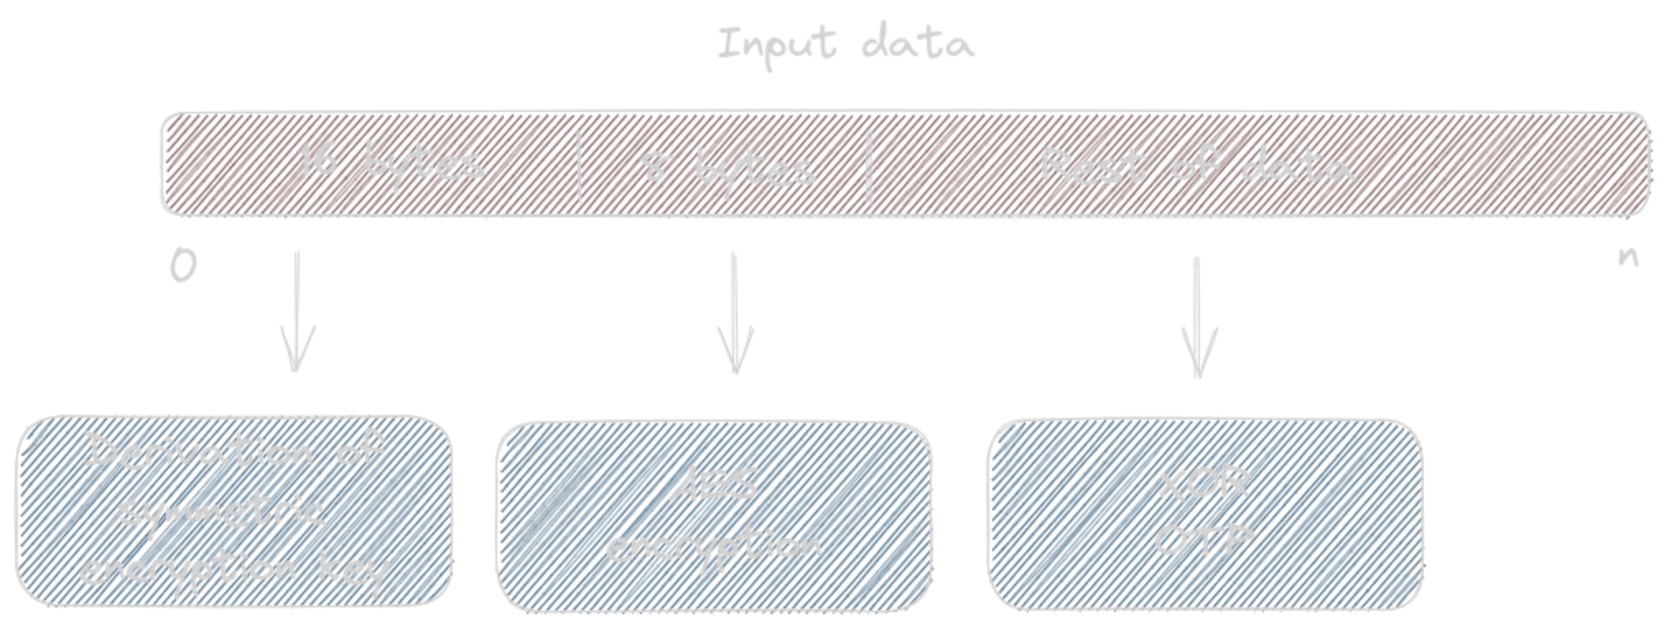 Input data
16 bytes
8 bytes
Rest of data
0
n
Derivation of
symmetric
encryption key
AES
encryption
XOR
OTP